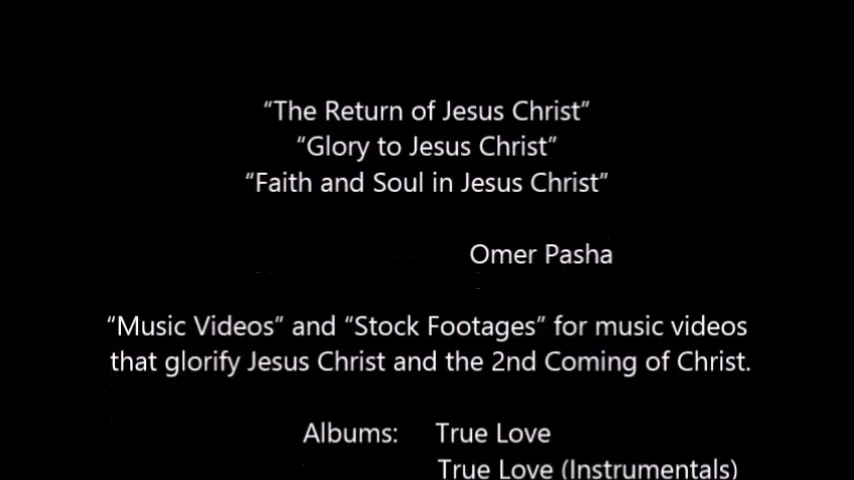 “The Return of Jesus Christ”
“Glory to Jesus Christ”
“Faith and Soul in Jesus Christ”
Omer Pasha
“Music Videos” and “Stock Footages” for music videos
that glorify Jesus Christ and the 2nd Coming of Christ.
Albums: True Love
True Love (Instrumentals)